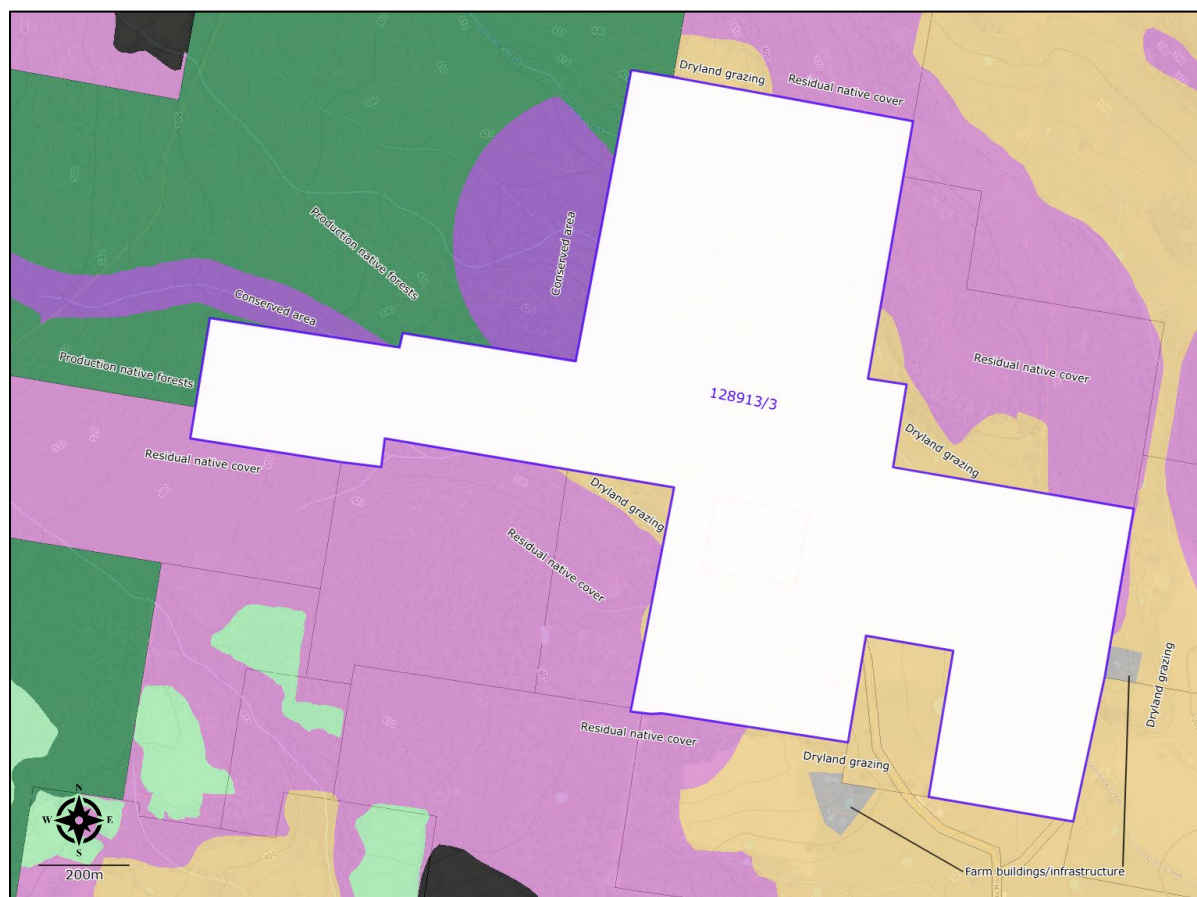 Dryland grazing
Residual native cover
Production native forests
Conserved area
Conserved area
Production native forests
Residual native cover
128913/3
Dryland grazing
Residual native cover
Dryland grazing
Residual native cover
Residual native cover
Dryland grazing
Dryland grazing
N
W E
S
200m
Farm buildings/infrastructure